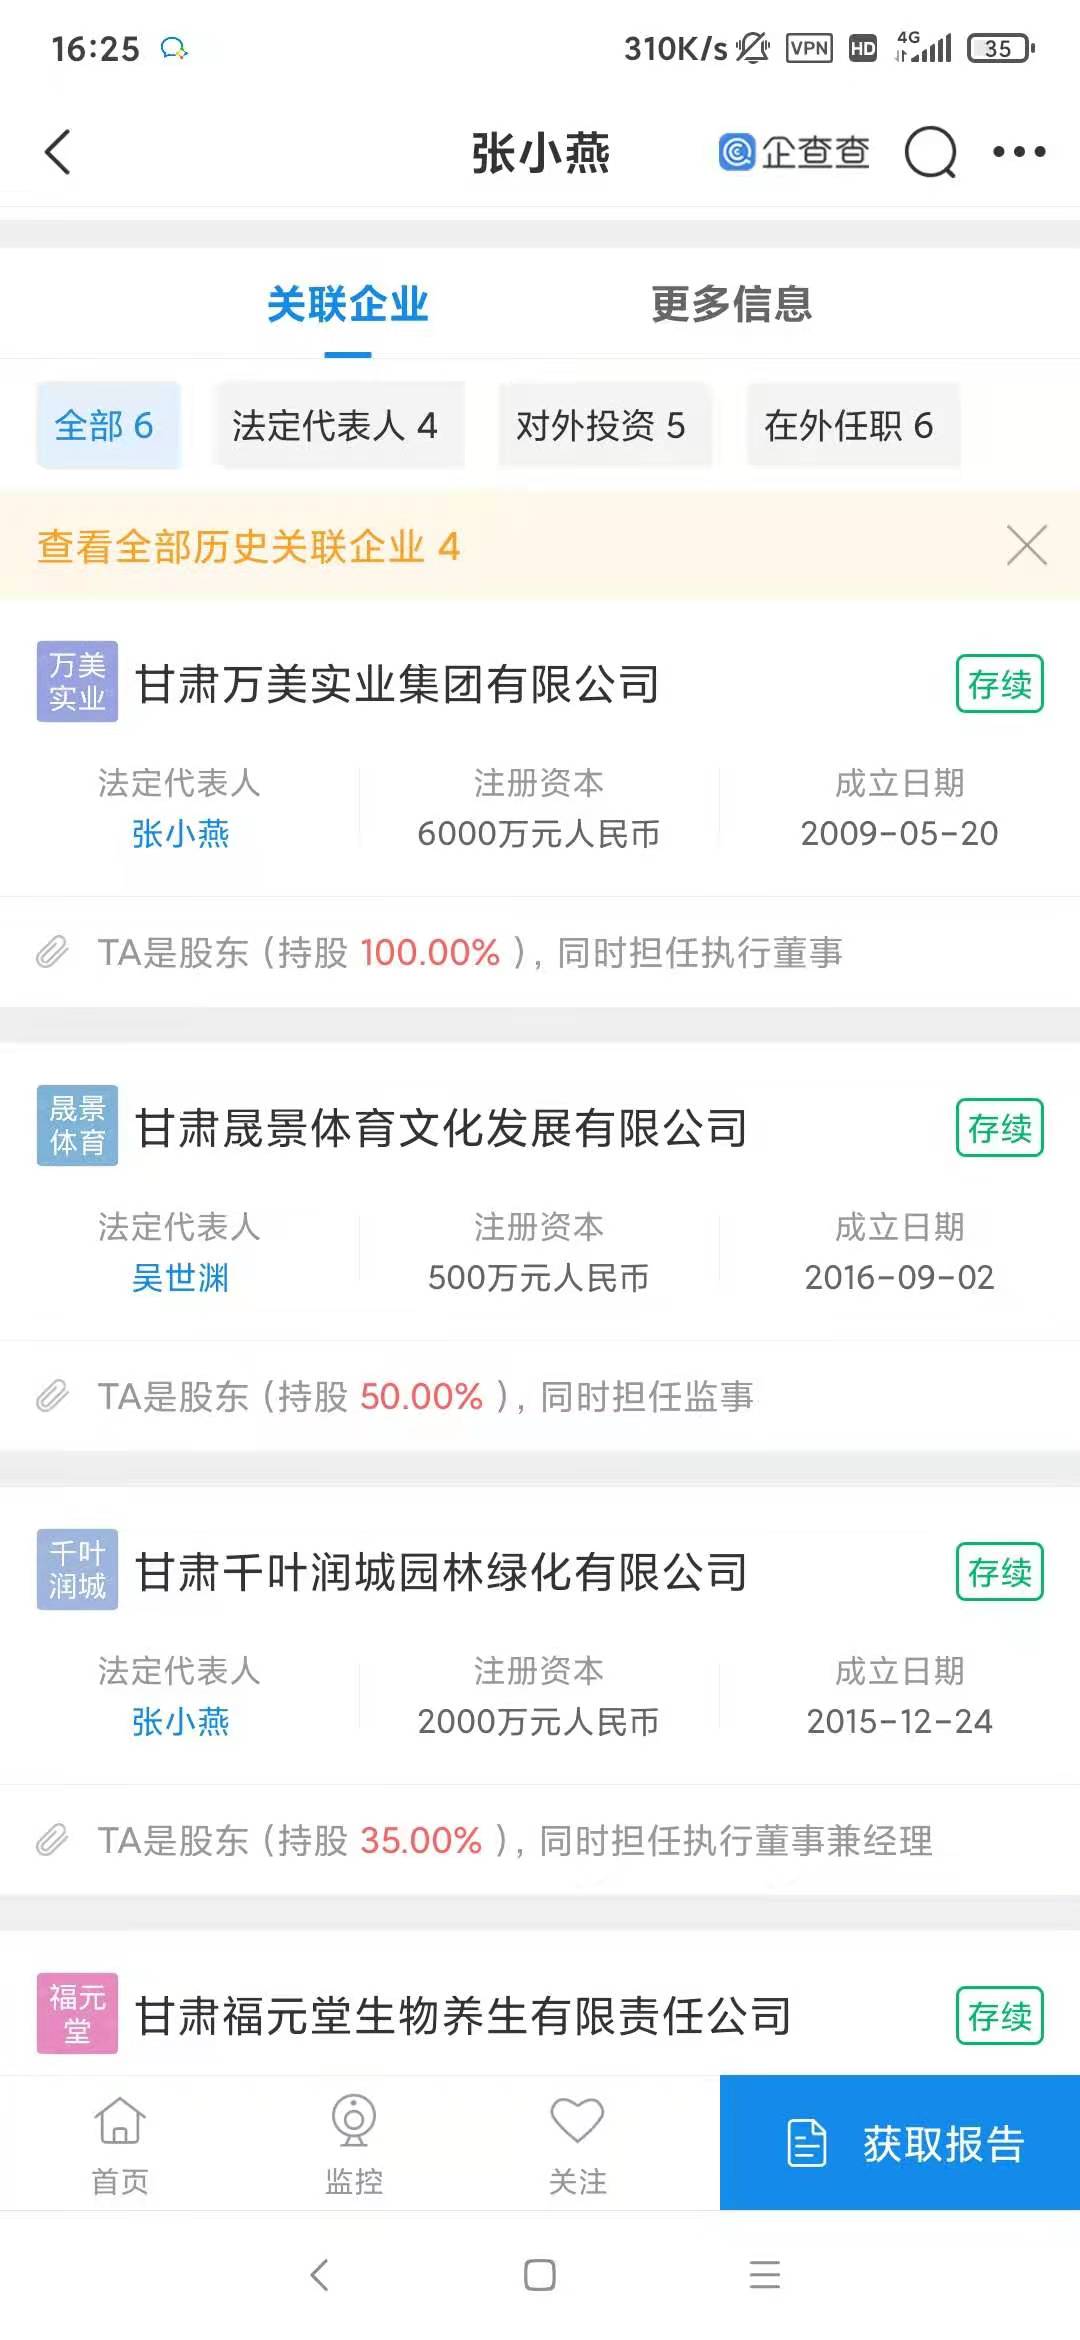 16:25 310K/s VPN HD 4G 35
张小燕 企查查
关联企业 更多信息
全部 6 法定代表人 4 对外投资 5 在外任职 6
查看全部历史关联企业 4
万美
实业
甘肃万美实业集团有限公司 存续
法定代表人 注册资本 成立日期
张小燕 6000万元人民币 2009-05-20
TA是股东 (持股 100.00% ), 同时担任执行董事
晟景
体育
甘肃晟景体育文化发展有限公司 存续
法定代表人 注册资本 成立日期
吴世渊 500万元人民币 2016-09-02
TA是股东 (持股 50.00% ), 同时担任监事
千叶
润城
甘肃千叶润城园林绿化有限公司 存续
法定代表人 注册资本 成立日期
张小燕 2000万元人民币 2015-12-24
TA是股东 (持股 35.00% ), 同时担任执行董事兼经理
福元
堂
甘肃福元堂生物养生有限责任公司 存续
首页 监控 关注 获取报告